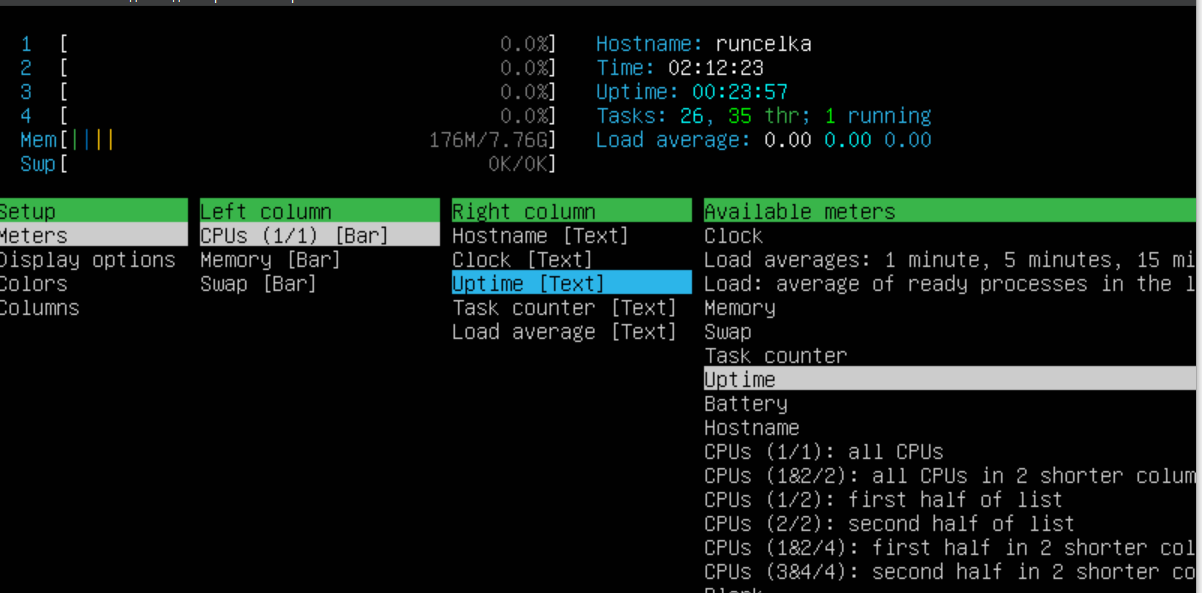 1 [ 0.0%] Hostname: runcelka
2 [ 0.0%] Time: 02:12:23
3 [ 0.0%] Uptime: 00:23:57
4 [ 0.0%] Tasks: 26, 35 thr; 1 running
Mem[|||| 176M/7.76G] Load average: 0.00 0.00 0.00
Swp[ 0K/0K]
Setup Left column Right column Available meters
Meters CPUs (1/1) [Bar] Hostname [Text] Clock
Display options Memory [Bar] Clock [Text] Load averages: 1 minute, 5 minutes, 15 mi
Colors Swap [Bar] Uptime [Text] Load: average of ready processes in the l
Columns Task counter [Text] Memory
Load average [Text] Swap
Task counter
Uptime
Battery
Hostname
CPUs (1/1): all CPUs
CPUs (1&2/2): all CPUs in 2 shorter colum
CPUs (1/2): first half of list
CPUs (2/2): second half of list
CPUs (1&2/4): first half in 2 shorter col
CPUs (3&4/4): second half in 2 shorter co